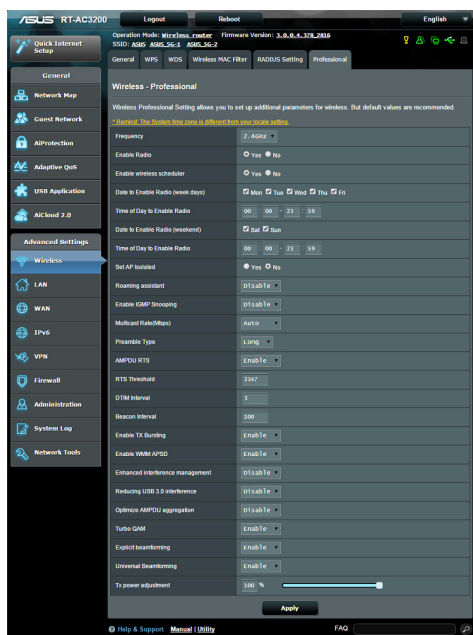 ASUS RT-AC3200 Logout Reboot English
Quick Internet Setup
Operation Mode: Wireless router Firmware Version: 3.0.0.4.378_2816
SSID: ASUS ASUS_5G-1 ASUS_5G-2
General WPS WDS Wireless MAC Filter RADIUS Setting Professional
General
Network Map
Guest Network
AiProtection
Adaptive QoS
USB Application
AiCloud 2.0
Advanced Settings
Wireless
LAN
WAN
IPv6
VPN
Firewall
Administration
System Log
Network Tools
Wireless - Professional
Wireless Professional Setting allows you to set up additional parameters for wireless. But default values are recommended.
* Remind: The System time zone is different from your locale setting.
Frequency 2.4GHz
Enable Radio Yes No
Enable wireless scheduler Yes No
Date to Enable Radio (week days) Mon Tue Wed Thu Fri
Time of Day to Enable Radio 00 : 00 - 23 : 59
Date to Enable Radio (weekend) Sat Sun
Time of Day to Enable Radio 00 : 00 - 23 : 59
Set AP Isolated Yes No
Roaming assistant Disable
Enable IGMP Snooping Disable
Multicast Rate(Mbps) Auto
Preamble Type Long
AMPDU RTS Enable
RTS Threshold 2347
DTIM Interval 3
Beacon Interval 100
Enable TX Bursting Enable
Enable WMM APSD Enable
Enhanced interference management Disable
Reducing USB 3.0 interference Disable
Optimize AMPDU aggregation Disable
Turbo QAM Enable
Explicit beamforming Enable
Universal Beamforming Enable
Tx power adjustment 100 %
Apply
Help & Support Manual | Utility FAQ